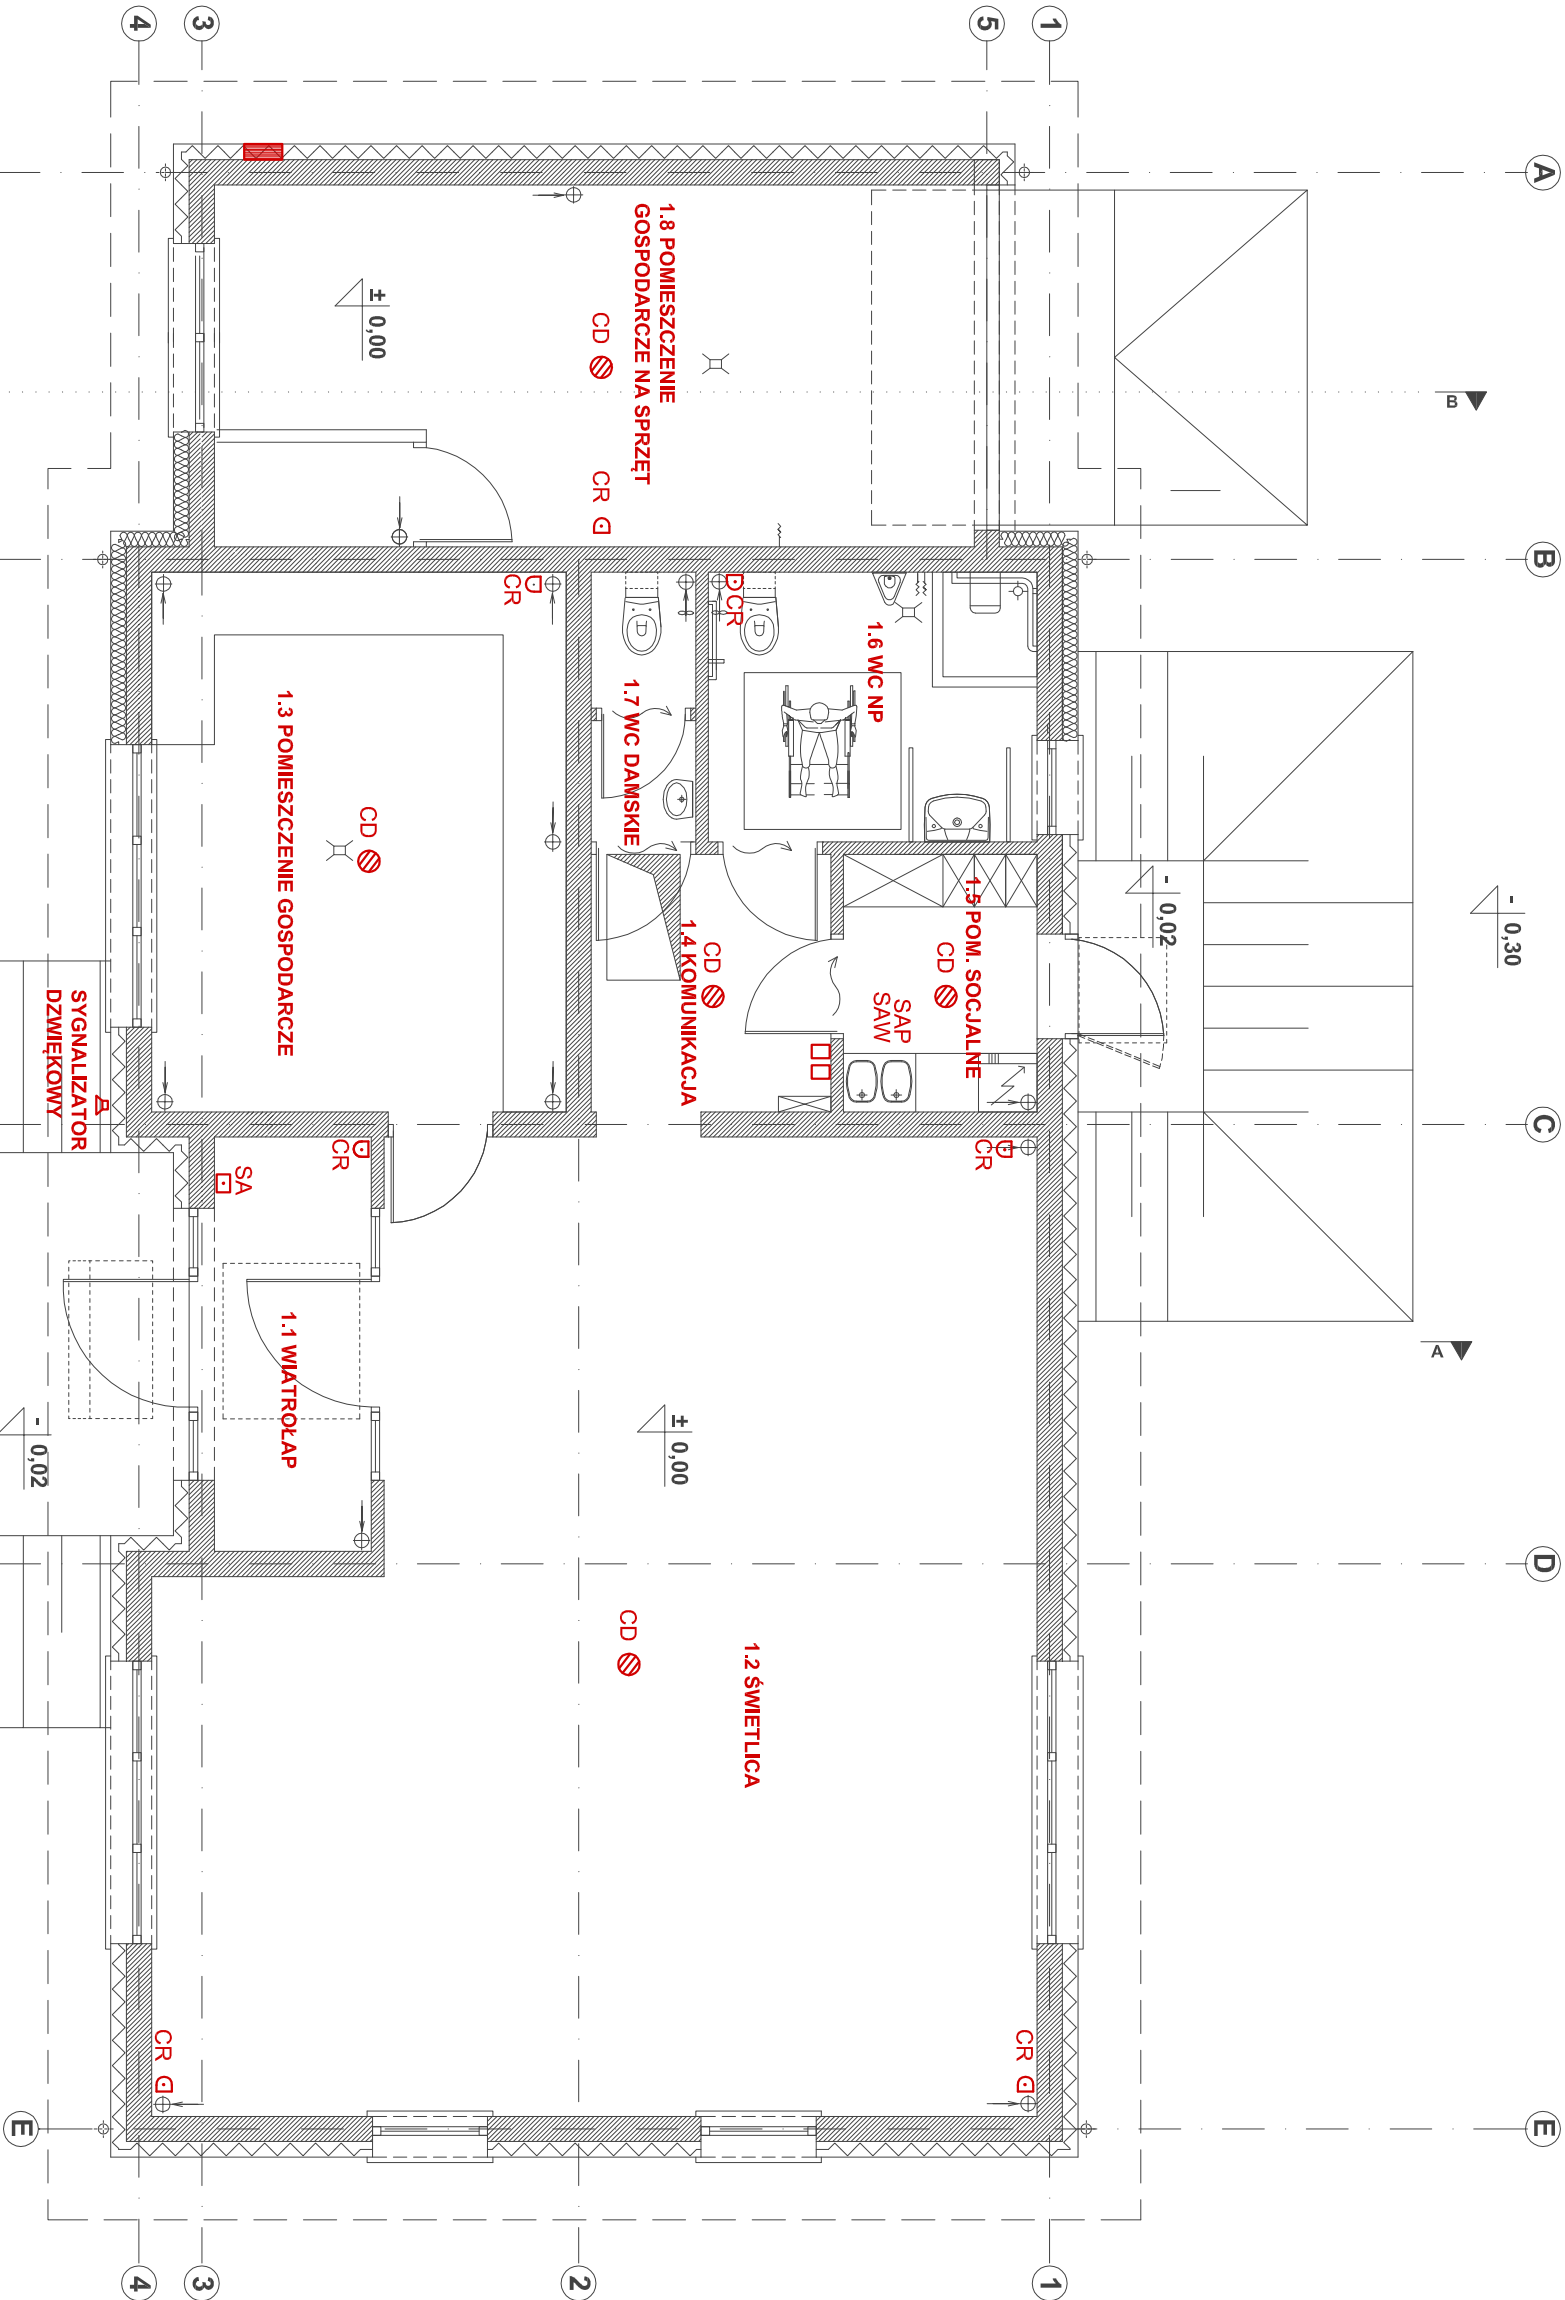 A
B
C
D
E
1
5
3
4
B
A
- 0,30
- 0,02
1.8 POMIESZCZENIE
GOSPODARCZE NA SPRZĘT
CD
CR
± 0,00
CR
1.6 WC NP
1.7 WC DAMSKIE
CR
1.3 POMIESZCZENIE GOSPODARCZE
CD
1.5 POM. SOCJALNE
CD
SAP
SAW
1.4 KOMUNIKACJA
CD
SYGNALIZATOR
DZWIĘKOWY
CR
CR
SA
1.1 WIATROŁAP
± 0,00
- 0,02
1.2 ŚWIETLICA
CD
CR
CR
E
1
2
3
4